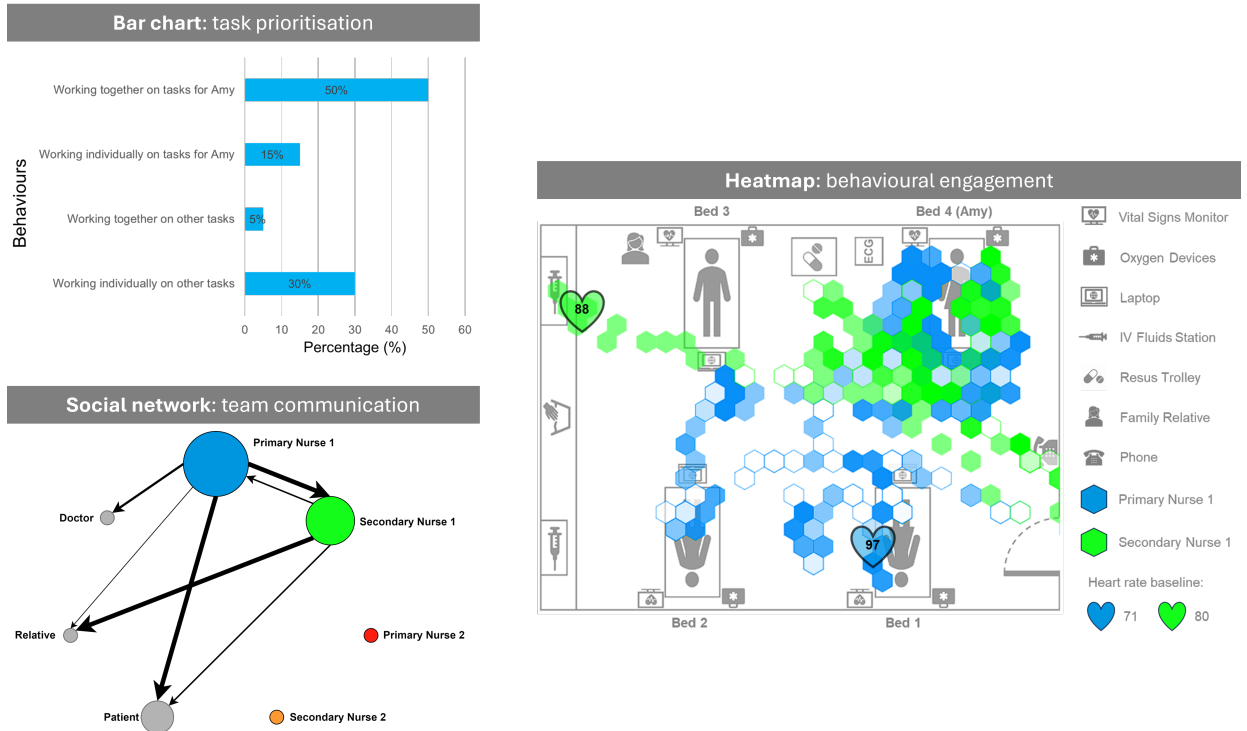 Bar chart: task prioritisation
Behaviours
Working together on tasks for Amy
50%
Working individually on tasks for Amy
15%
Working together on other tasks
5%
Working individually on other tasks
30%
0 10 20 30 40 50 60
Percentage (%)
Social network: team communication
Primary Nurse 1
Doctor
Secondary Nurse 1
Relative
Primary Nurse 2
Patient
Secondary Nurse 2
Heatmap: behavioural engagement
Bed 3
Bed 4 (Amy)
ECG
88
97
Bed 2
Bed 1
Vital Signs Monitor
Oxygen Devices
Laptop
IV Fluids Station
Resus Trolley
Family Relative
Phone
Primary Nurse 1
Secondary Nurse 1
Heart rate baseline:
71 80